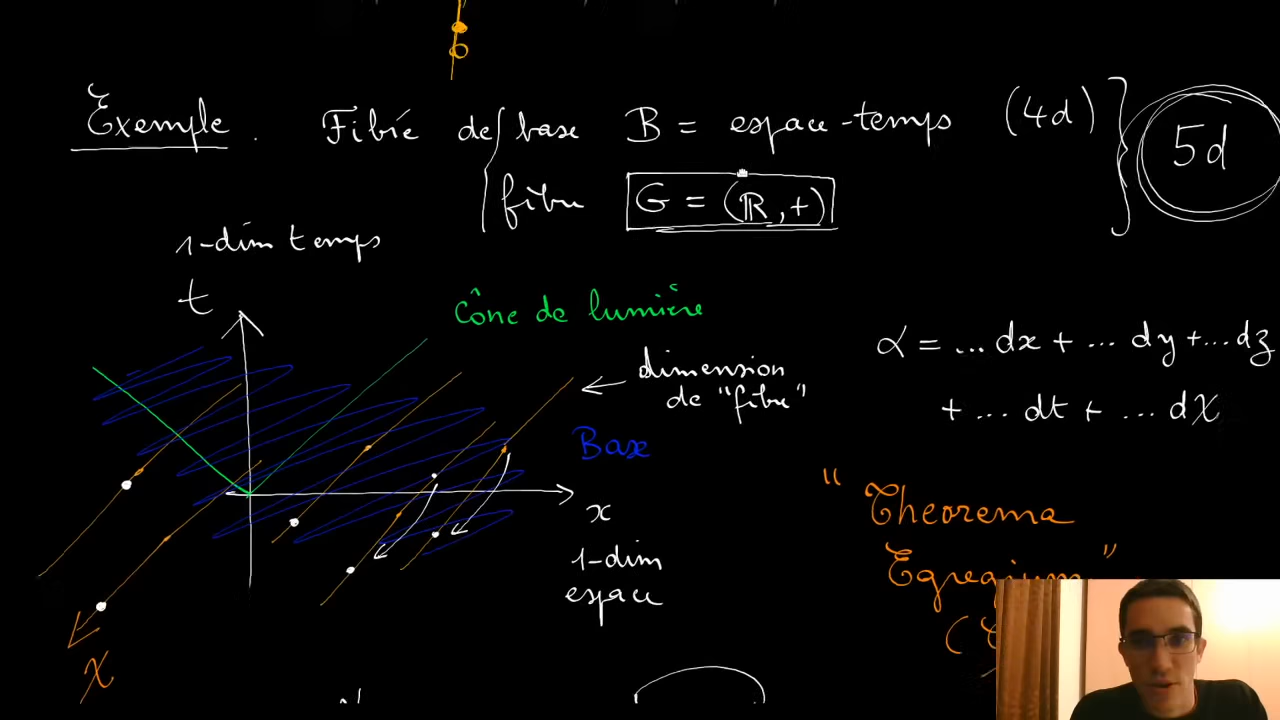 Exemple. Fibré de base B = espace-temps (4d)
fibre G = (ℝ, +)
5d
1-dim temps
t
Cône de lumière
dimension
de "fibre"
α = ... dx + ... dy + ... dz
+ ... dt + ... dχ
Base
x
1-dim
espace
"Theorema
Egregium"
(
χ